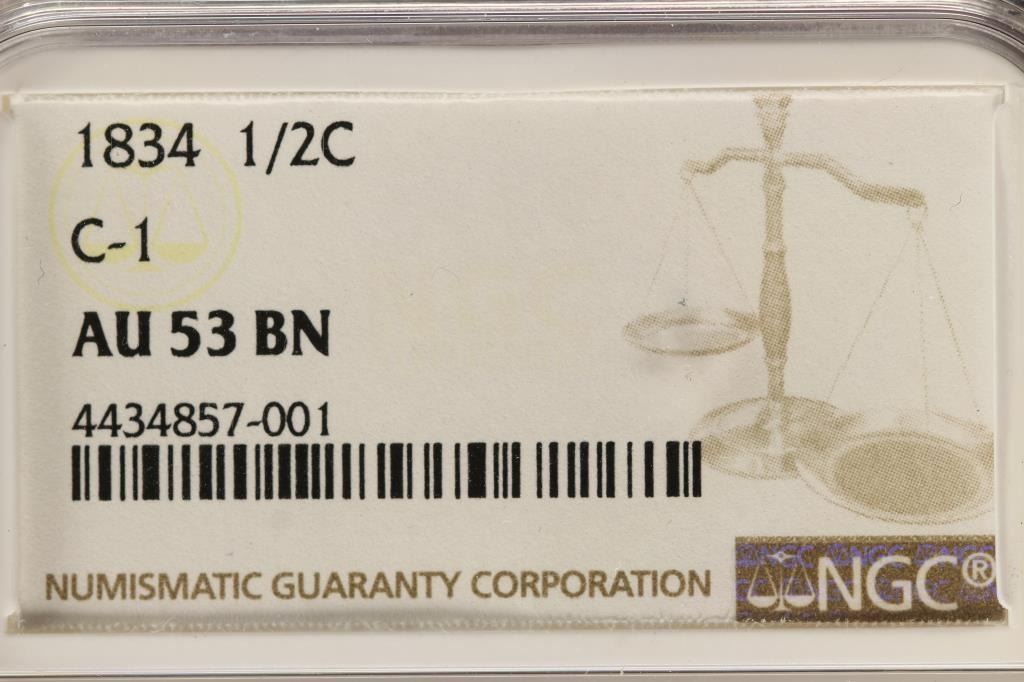 1834 1/2C
C-1
AU 53 BN
4434857-001
NUMISMATIC GUARANTY CORPORATION
NGC®